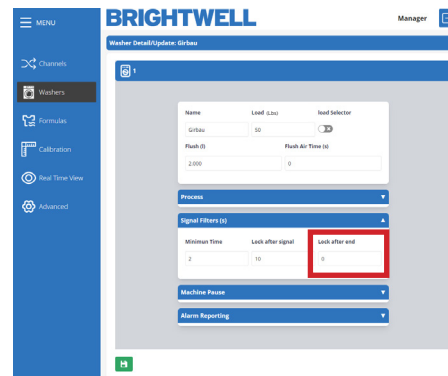 MENU
BRIGHTWELL
Manager
Washer Detail/Update: Girbau
Channels
1
Washers
Name
Load (Lbs)
load Selector
Girbau
50
Formulas
Flush (l)
Flush Air Time (s)
2.000
0
Calibration
Real Time View
Process
Advanced
Signal Filters (s)
Minimun Time
Lock after signal
Lock after end
2
10
0
Machine Pause
Alarm Reporting